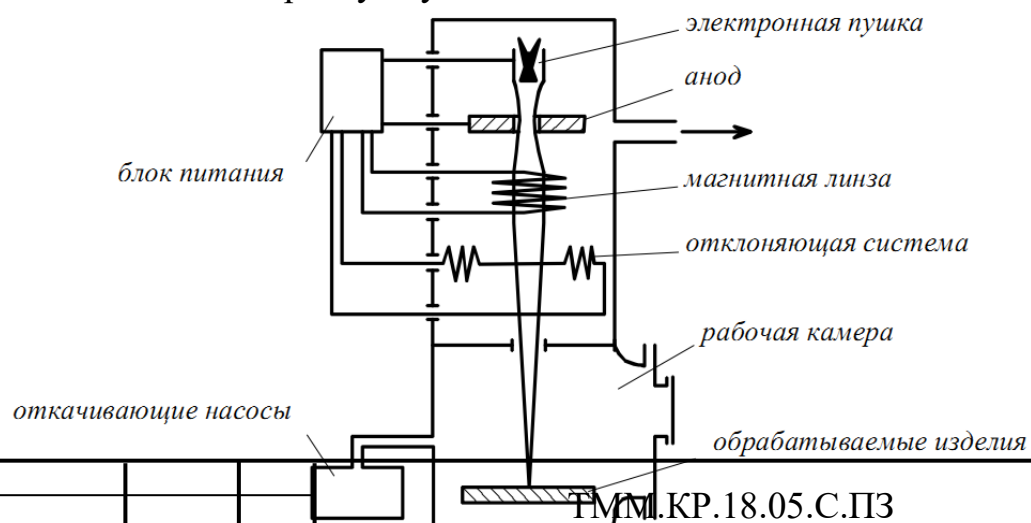 электронная пушка
анод
блок питания
магнитная линза
отклоняющая система
рабочая камера
откачивающие насосы
обрабатываемые изделия
ТММ.КР.18.05.С.ПЗ